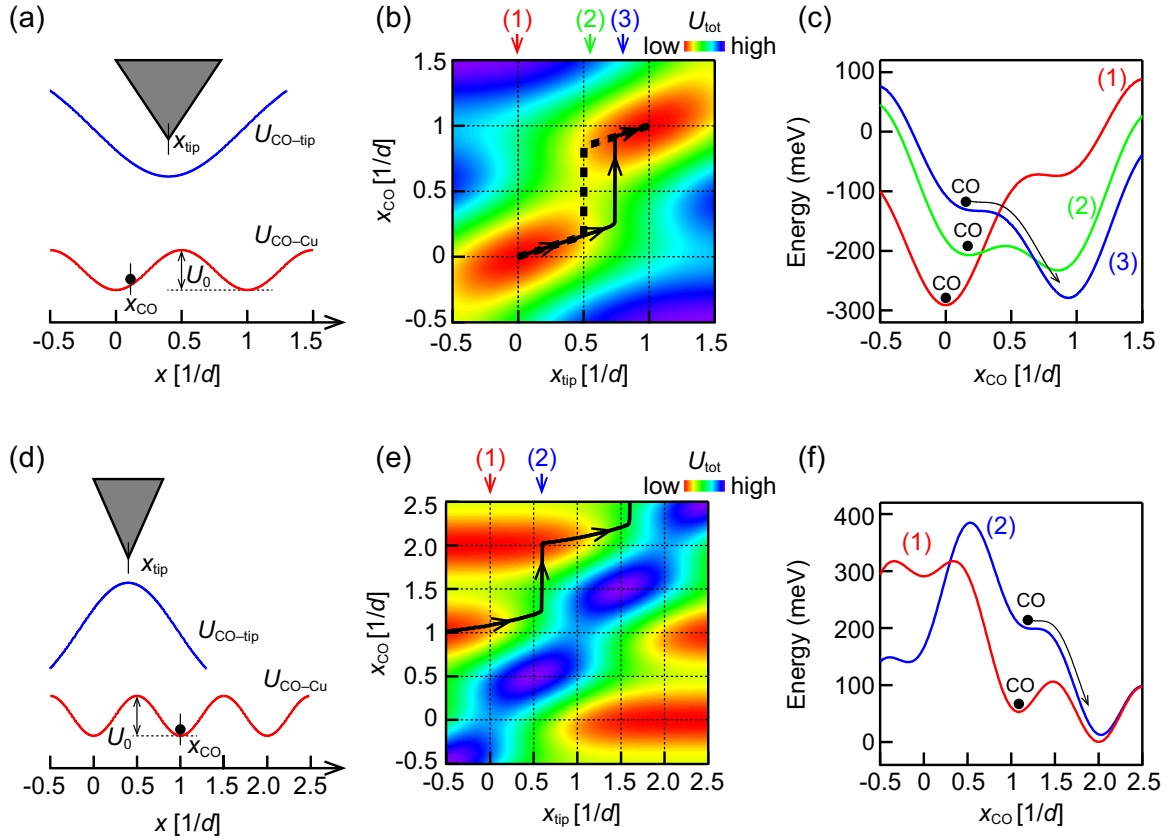 (a)
x_tip
U_CO–tip
U_CO–Cu
U_0
x_CO
-0.5 0 0.5 1 1.5
x [1/d]
(b)
(1) (2) (3)
U_tot
low high
1.5
1
0.5
0
-0.5
x_CO [1/d]
-0.5 0 0.5 1 1.5
x_tip [1/d]
(c)
100
0
-100
-200
-300
Energy (meV)
(1)
(2)
(3)
CO
CO
CO
-0.5 0 0.5 1 1.5
x_CO [1/d]
(d)
x_tip
U_CO–tip
U_CO–Cu
U_0
x_CO
-0.5 0 0.5 1.0 1.5 2.0 2.5
x [1/d]
(e)
(1) (2)
U_tot
low high
2.5
2.0
1.5
1.0
0.5
0
-0.5
x_CO [1/d]
-0.5 0 0.5 1.0 1.5 2.0 2.5
x_tip [1/d]
(f)
400
300
200
100
0
Energy (meV)
(1)
(2)
CO
CO
-0.5 0 0.5 1 1.5 2.0 2.5
x_CO [1/d]